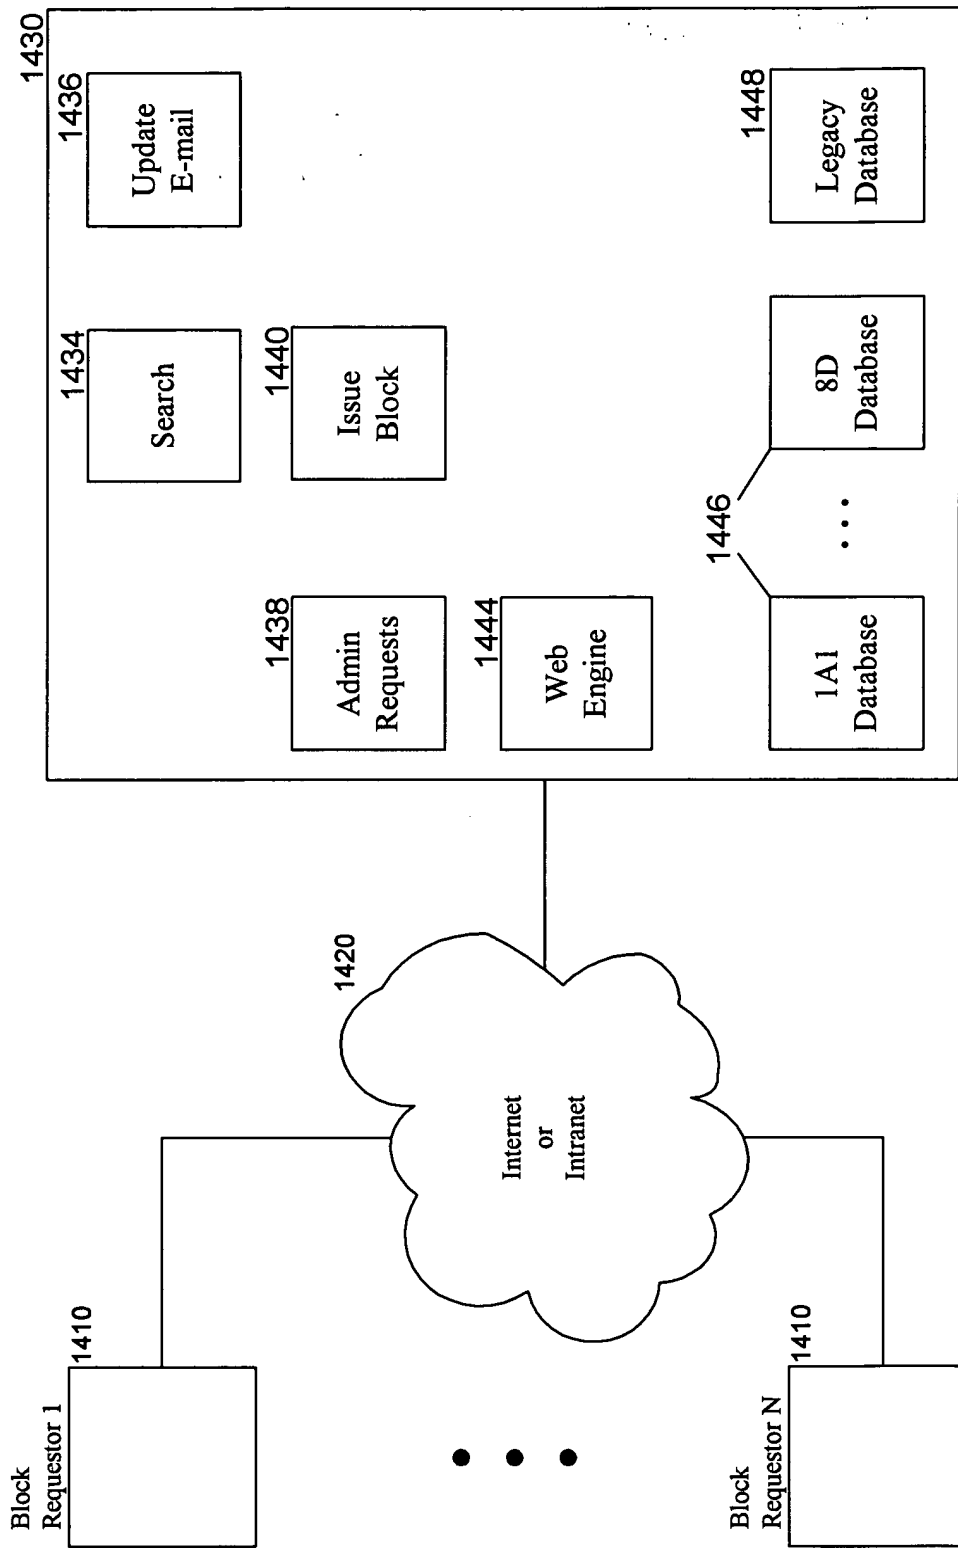 Block
Requestor 1
1410
Block
Requestor N
1410
1420
Internet
or
Intranet
1430
1434
Search
1436
Update
E-mail
1438
Admin
Requests
1440
Issue
Block
1444
Web
Engine
1446
1A1
Database
8D
Database
1448
Legacy
Database